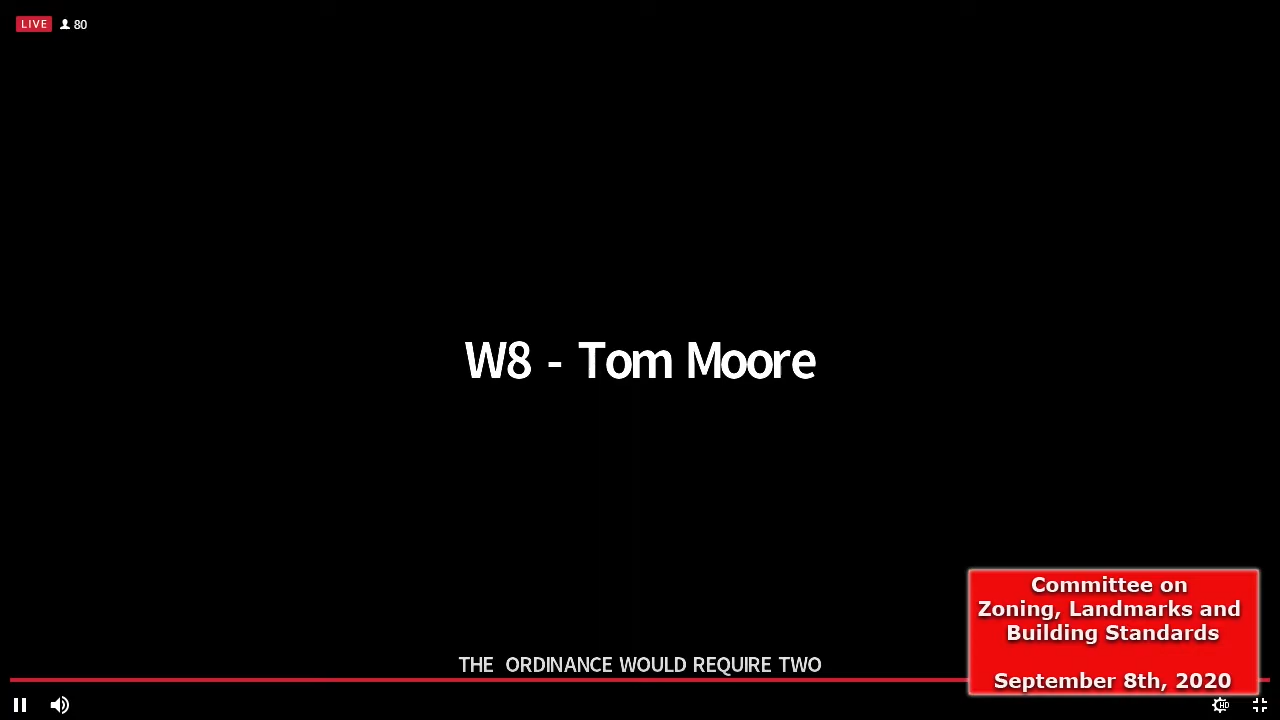 LIVE 80
W8 - Tom Moore
THE ORDINANCE WOULD REQUIRE TWO
Committee on
Zoning, Landmarks and
Building Standards
September 8th, 2020
HD